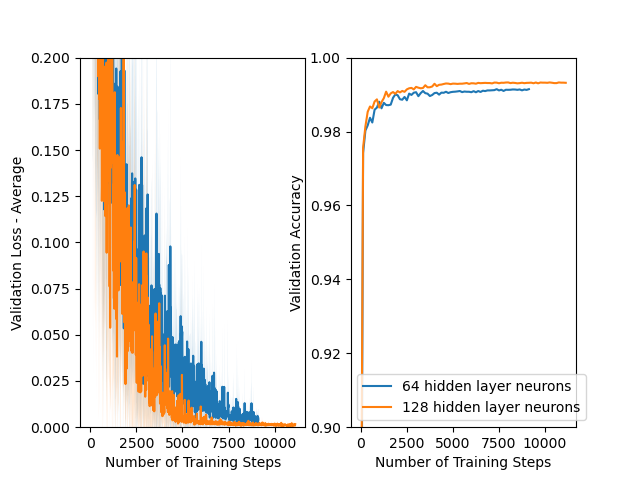 0.200
0.175
0.150
0.125
0.100
0.075
0.050
0.025
0.000
Validation Loss - Average
0 2500 5000 7500 10000
Number of Training Steps
1.00
0.98
0.96
0.94
0.92
0.90
Validation Accuracy
64 hidden layer neurons
128 hidden layer neurons
0 2500 5000 7500 10000
Number of Training Steps